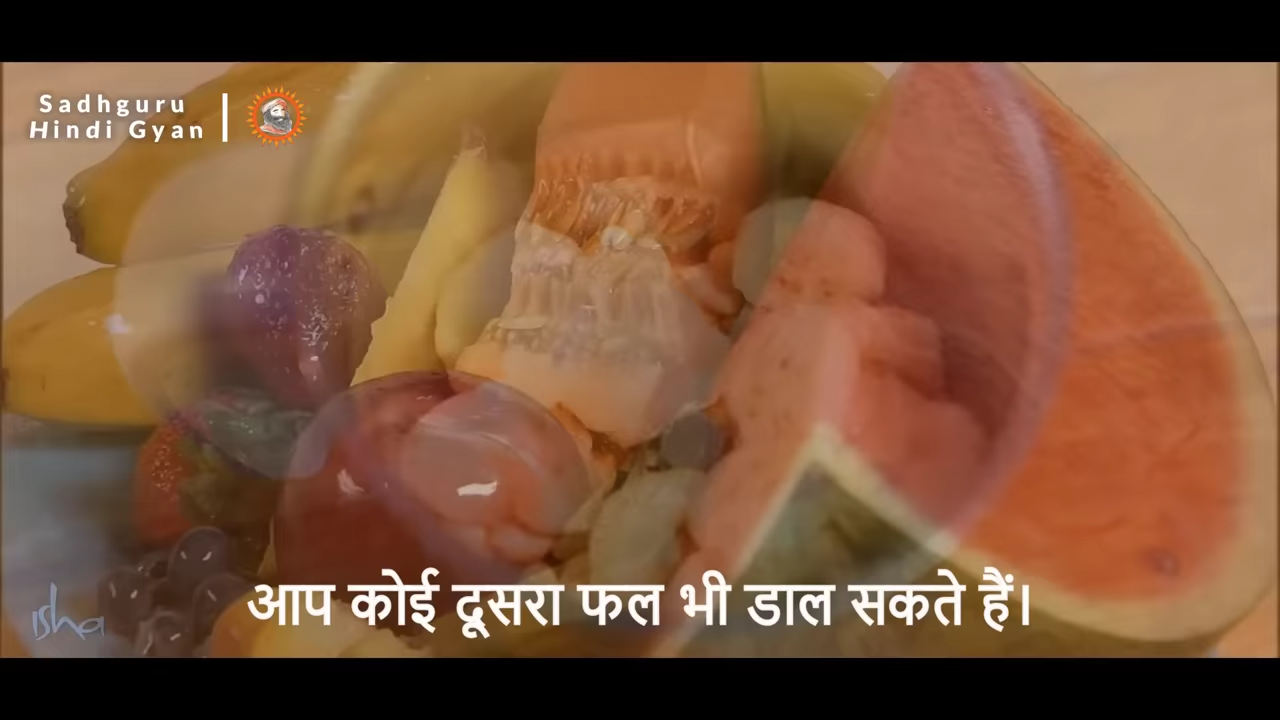 Sadhguru
Hindi Gyan
आप कोई दूसरा फल भी डाल सकते हैं।
isha